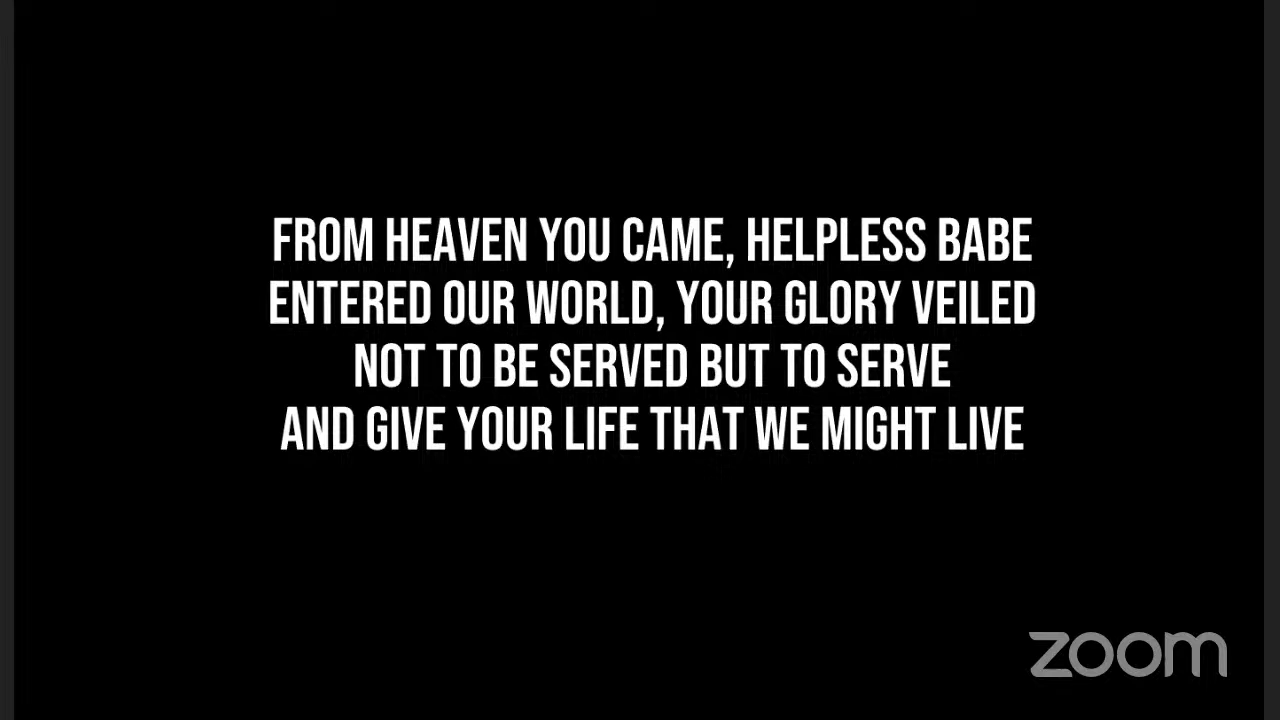 FROM HEAVEN YOU CAME, HELPLESS BABE
ENTERED OUR WORLD, YOUR GLORY VEILED
NOT TO BE SERVED BUT TO SERVE
AND GIVE YOUR LIFE THAT WE MIGHT LIVE
zoom